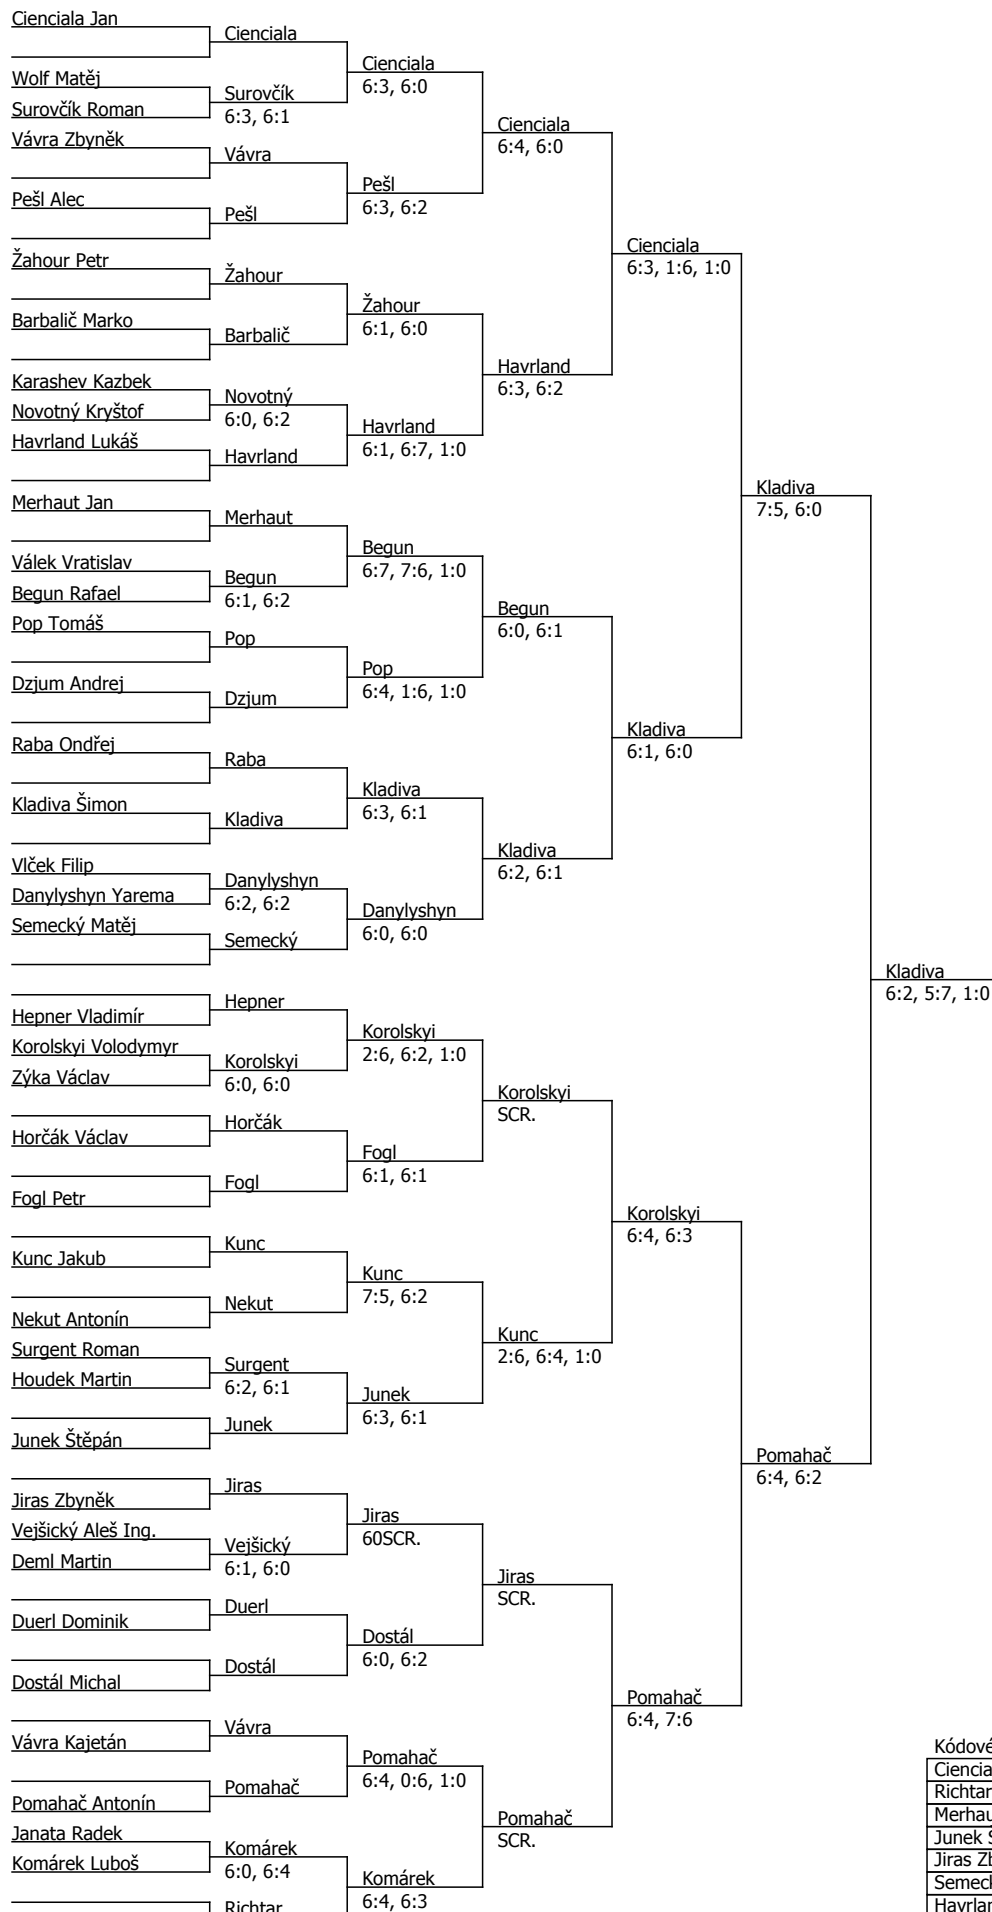 Cienciala Jan
Cienciala
Cienciala
6:3, 6:0
Wolf Matěj
Surovčík Roman
Surovčík
6:3, 6:1
Cienciala
6:4, 6:0
Vávra Zbyněk
Vávra
Pešl
6:3, 6:2
Pešl Alec
Pešl
Cienciala
6:3, 1:6, 1:0
Žahour Petr
Žahour
Žahour
6:1, 6:0
Barbalič Marko
Barbalič
Havrland
6:3, 6:2
Karashev Kazbek
Novotný Kryštof
Novotný
6:0, 6:2
Havrland
6:1, 6:7, 1:0
Havrland Lukáš
Havrland
Kladiva
7:5, 6:0
Merhaut Jan
Merhaut
Begun
6:7, 7:6, 1:0
Válek Vratislav
Begun Rafael
Begun
6:1, 6:2
Begun
6:0, 6:1
Pop Tomáš
Pop
Pop
6:4, 1:6, 1:0
Dzjum Andrej
Dzjum
Kladiva
6:1, 6:0
Raba Ondřej
Raba
Kladiva
6:3, 6:1
Kladiva Šimon
Kladiva
Kladiva
6:2, 6:1
Vlček Filip
Danylyshyn Yarema
Danylyshyn
6:2, 6:2
Danylyshyn
6:0, 6:0
Semecký Matěj
Semecký
Kladiva
6:2, 5:7, 1:0
Hepner Vladimír
Hepner
Korolskyi
2:6, 6:2, 1:0
Korolskyi Volodymyr
Zýka Václav
Korolskyi
6:0, 6:0
Korolskyi
SCR.
Horčák Václav
Horčák
Fogl
6:1, 6:1
Fogl Petr
Fogl
Korolskyi
6:4, 6:3
Kunc Jakub
Kunc
Kunc
7:5, 6:2
Nekut Antonín
Nekut
Kunc
2:6, 6:4, 1:0
Surgent Roman
Houdek Martin
Surgent
6:2, 6:1
Junek
6:3, 6:1
Junek Štěpán
Junek
Pomahač
6:4, 6:2
Jiras Zbyněk
Jiras
Jiras
60SCR.
Vejšický Aleš Ing.
Deml Martin
Vejšický
6:1, 6:0
Jiras
SCR.
Duerl Dominik
Duerl
Dostál
6:0, 6:2
Dostál Michal
Dostál
Pomahač
6:4, 7:6
Vávra Kajetán
Vávra
Pomahač
6:4, 0:6, 1:0
Pomahač Antonín
Pomahač
Pomahač
SCR.
Janata Radek
Komárek Luboš
Komárek
6:0, 6:4
Komárek
6:4, 6:3
Richtar
Kódové
Ciencia
Richtar
Merhau
Junek Š
Jiras Zb
Semeck
Havrlan